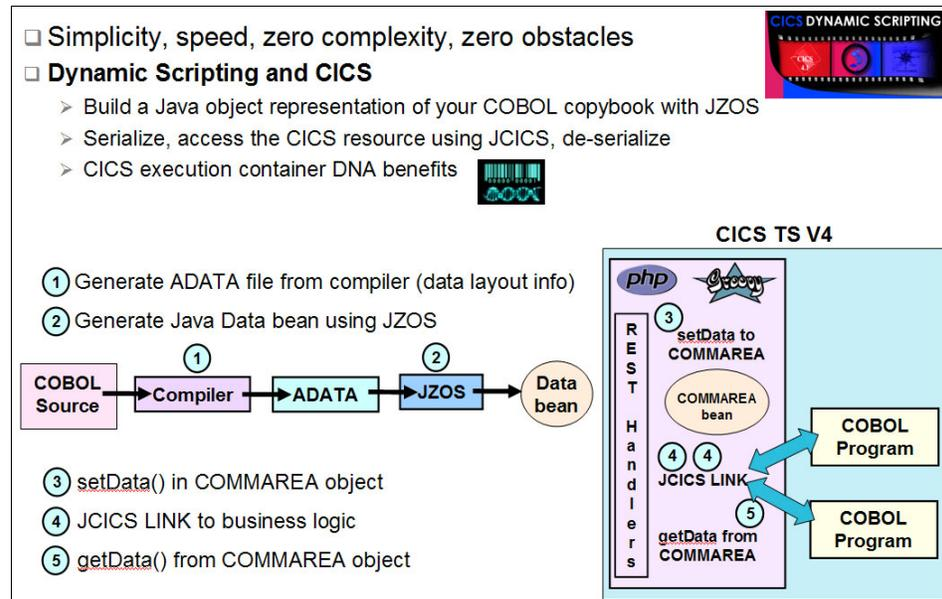 Simplicity, speed, zero complexity, zero obstacles
CICS DYNAMIC SCRIPTING
Dynamic Scripting and CICS
Build a Java object representation of your COBOL copybook with JZOS
Serialize, access the CICS resource using JCICS, de-serialize
CICS execution container DNA benefits
CICS TS V4
1 Generate ADATA file from compiler (data layout info)
2 Generate Java Data bean using JZOS
1
2
COBOL
Source
Compiler
ADATA
JZOS
Data
bean
3 setData() in COMMAREA object
4 JCICS LINK to business logic
5 getData() from COMMAREA object
php
Groovy
REST Handlers
3
setData to
COMMAREA
COMMAREA
bean
4 4
JCICS LINK
5
getData from
COMMAREA
COBOL
Program
COBOL
Program